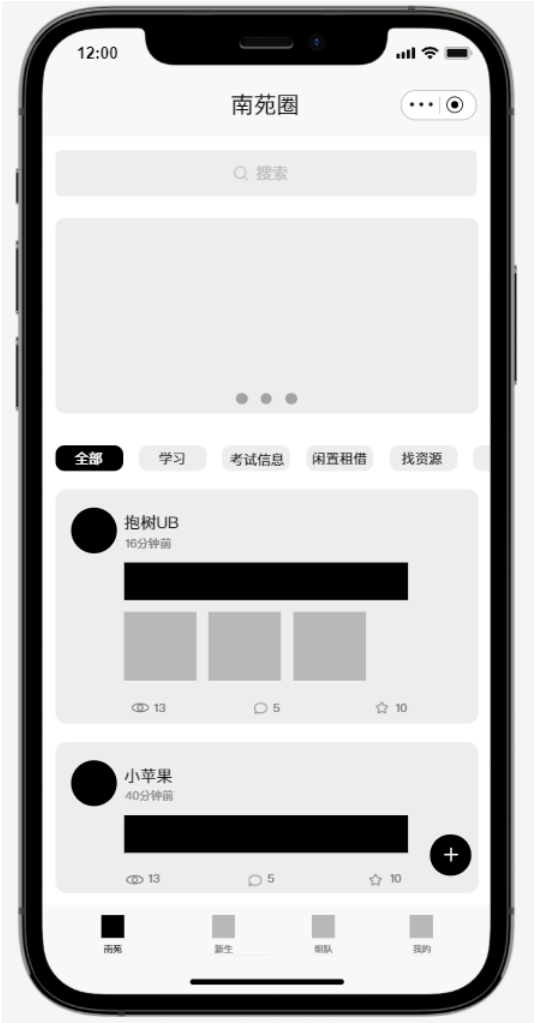 12:00
南苑圈
搜索
全部 学习 考试信息 闲置租借 找资源
抱树UB
16分钟前
13 5 10
小苹果
40分钟前
13 5 10
+
南苑 新生 组队 我的